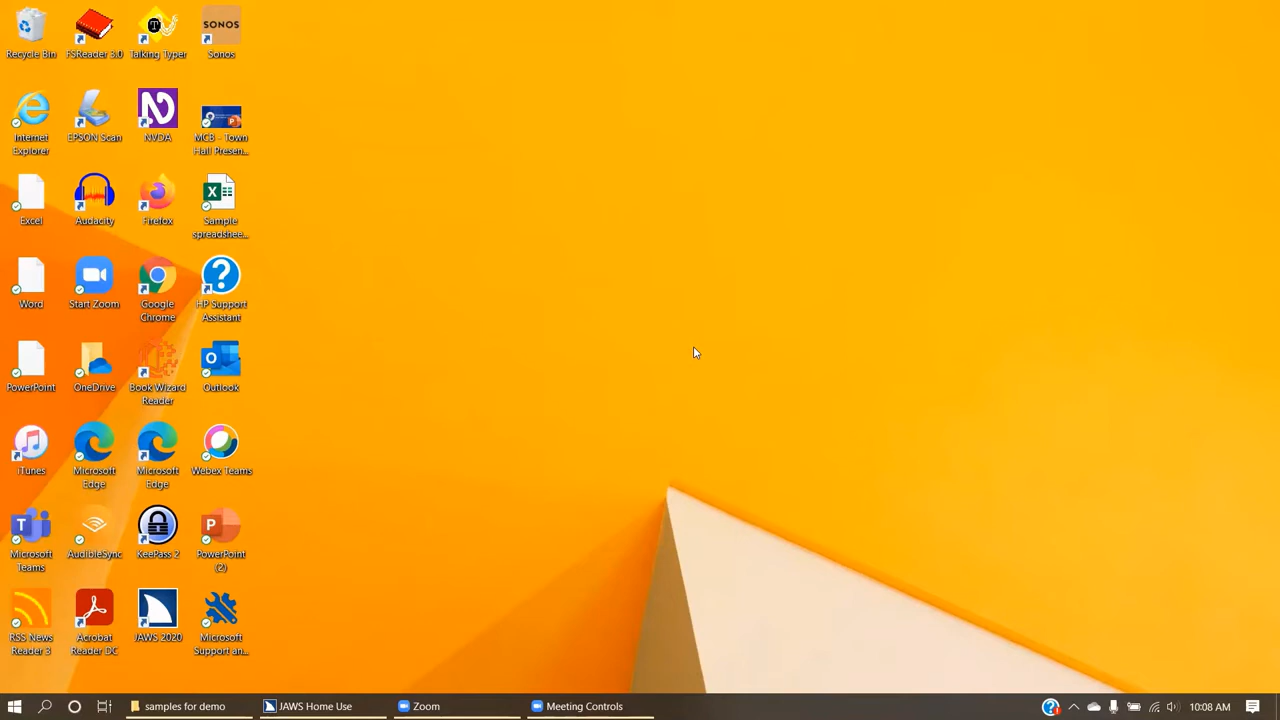 Recycle Bin
FSReader 3.0
Talking Typer
SONOS
Sonos
Internet
Explorer
EPSON Scan
NVDA
MCB - Town
Hall Presen...
Excel
Audacity
Firefox
Sample
spreadshee...
Word
Start Zoom
Google
Chrome
HP Support
Assistant
PowerPoint
OneDrive
Book Wizard
Reader
Outlook
iTunes
Microsoft
Edge
Microsoft
Edge
Webex Teams
Microsoft
Teams
AudibleSync
KeePass 2
PowerPoint
(2)
RSS News
Reader 3
Acrobat
Reader DC
JAWS 2020
Microsoft
Support an...
samples for demo
JAWS Home Use
Zoom
Meeting Controls
10:08 AM